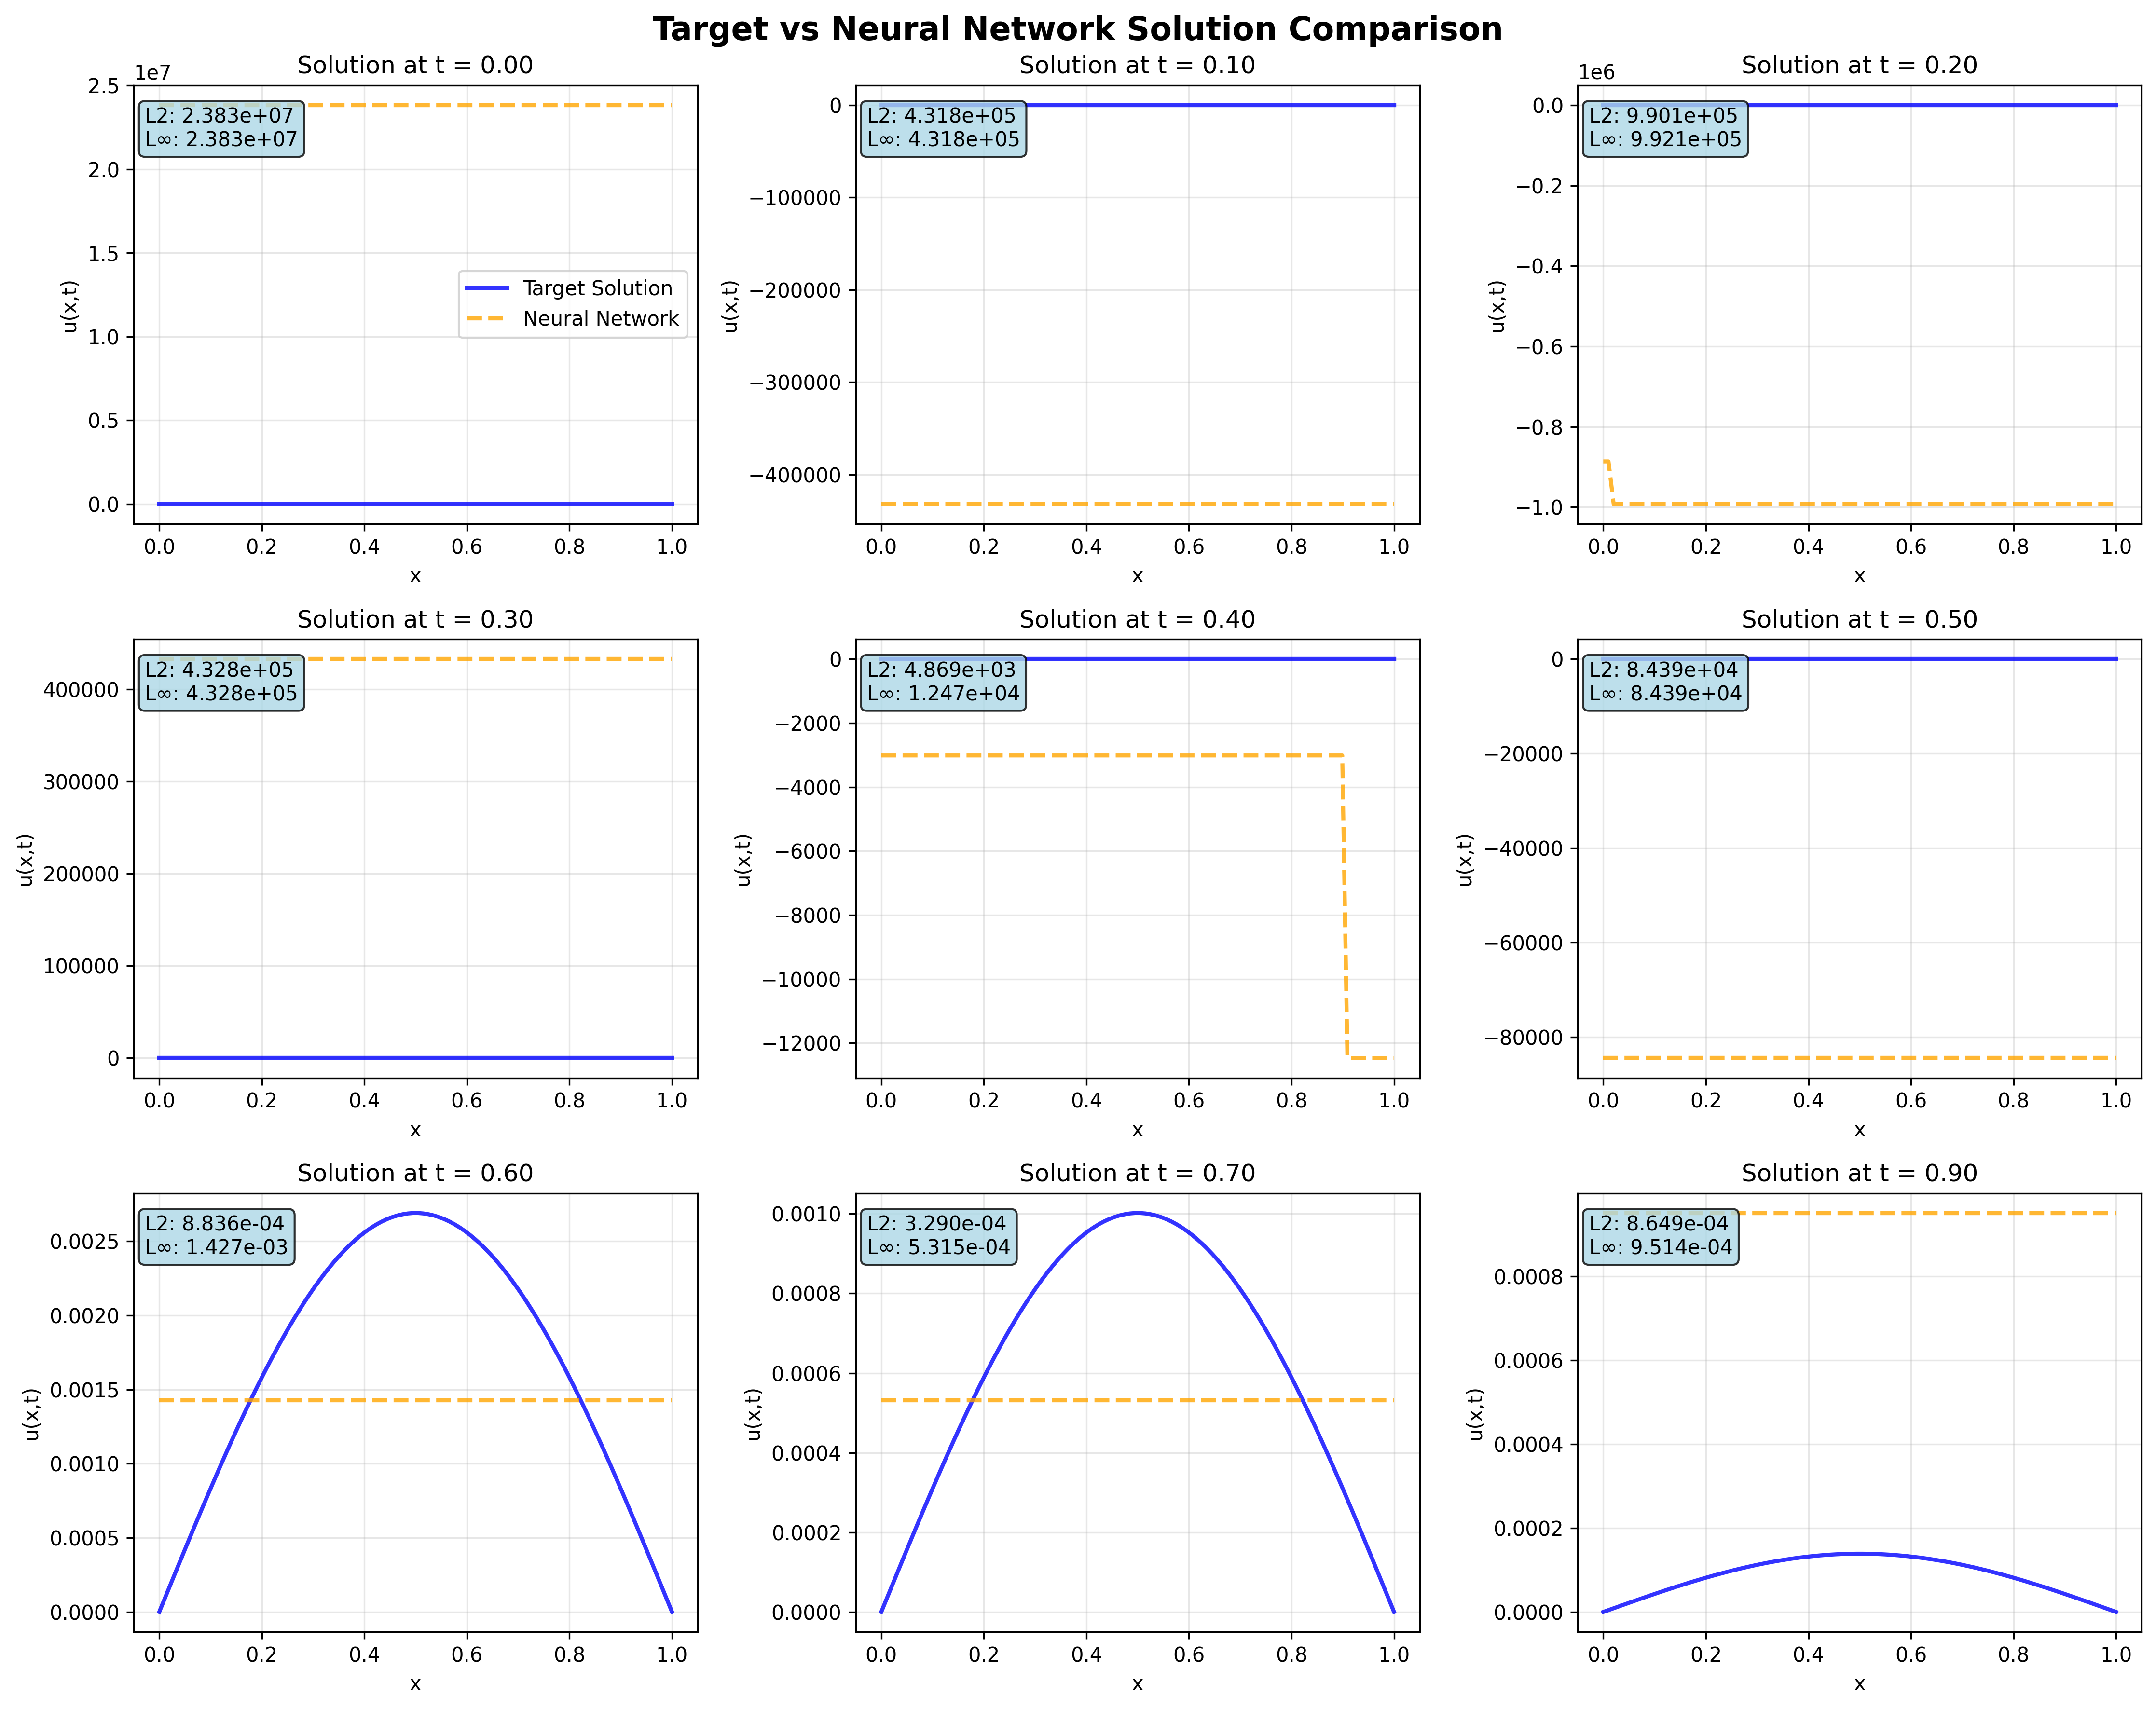 Target vs Neural Network Solution Comparison
Solution at t = 0.00
1e7
L2: 2.383e+07
L∞: 2.383e+07
Target Solution
Neural Network
2.5
2.0
1.5
1.0
0.5
0.0
u(x,t)
0.0 0.2 0.4 0.6 0.8 1.0
x
Solution at t = 0.10
L2: 4.318e+05
L∞: 4.318e+05
0
−100000
−200000
−300000
−400000
u(x,t)
0.0 0.2 0.4 0.6 0.8 1.0
x
Solution at t = 0.20
1e6
L2: 9.901e+05
L∞: 9.921e+05
0.0
−0.2
−0.4
−0.6
−0.8
−1.0
u(x,t)
0.0 0.2 0.4 0.6 0.8 1.0
x
Solution at t = 0.30
L2: 4.328e+05
L∞: 4.328e+05
400000
300000
200000
100000
0
u(x,t)
0.0 0.2 0.4 0.6 0.8 1.0
x
Solution at t = 0.40
L2: 4.869e+03
L∞: 1.247e+04
0
−2000
−4000
−6000
−8000
−10000
−12000
u(x,t)
0.0 0.2 0.4 0.6 0.8 1.0
x
Solution at t = 0.50
L2: 8.439e+04
L∞: 8.439e+04
0
−20000
−40000
−60000
−80000
u(x,t)
0.0 0.2 0.4 0.6 0.8 1.0
x
Solution at t = 0.60
L2: 8.836e-04
L∞: 1.427e-03
0.0025
0.0020
0.0015
0.0010
0.0005
0.0000
u(x,t)
0.0 0.2 0.4 0.6 0.8 1.0
x
Solution at t = 0.70
L2: 3.290e-04
L∞: 5.315e-04
0.0010
0.0008
0.0006
0.0004
0.0002
0.0000
u(x,t)
0.0 0.2 0.4 0.6 0.8 1.0
x
Solution at t = 0.90
L2: 8.649e-04
L∞: 9.514e-04
0.0008
0.0006
0.0004
0.0002
0.0000
u(x,t)
0.0 0.2 0.4 0.6 0.8 1.0
x